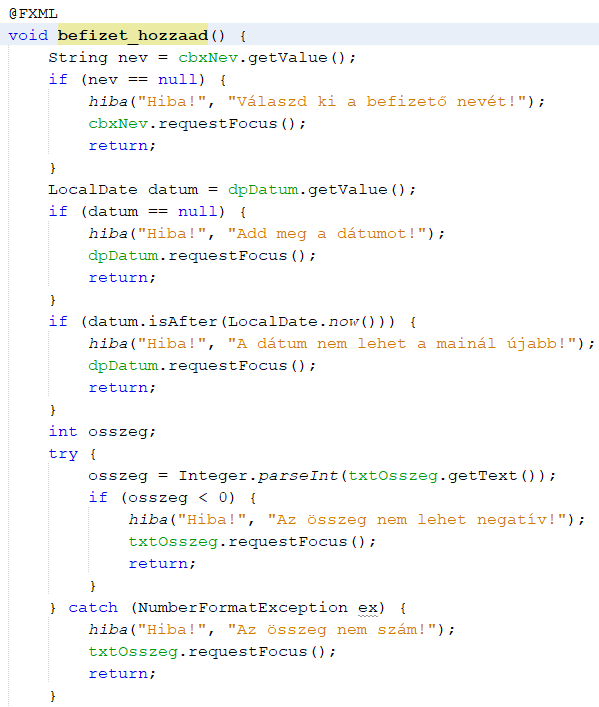 @FXML
void befizet_hozzaad() {
    String nev = cbxNev.getValue();
    if (nev == null) {
        hiba("Hiba!", "Válaszd ki a befizető nevét!");
        cbxNev.requestFocus();
        return;
    }
    LocalDate datum = dpDatum.getValue();
    if (datum == null) {
        hiba("Hiba!", "Add meg a dátumot!");
        dpDatum.requestFocus();
        return;
    }
    if (datum.isAfter(LocalDate.now())) {
        hiba("Hiba!", "A dátum nem lehet a mainál újabb!");
        dpDatum.requestFocus();
        return;
    }
    int osszeg;
    try {
        osszeg = Integer.parseInt(txtOsszeg.getText());
        if (osszeg < 0) {
            hiba("Hiba!", "Az összeg nem lehet negatív!");
            txtOsszeg.requestFocus();
            return;
        }
    } catch (NumberFormatException ex) {
        hiba("Hiba!", "Az összeg nem szám!");
        txtOsszeg.requestFocus();
        return;
    }